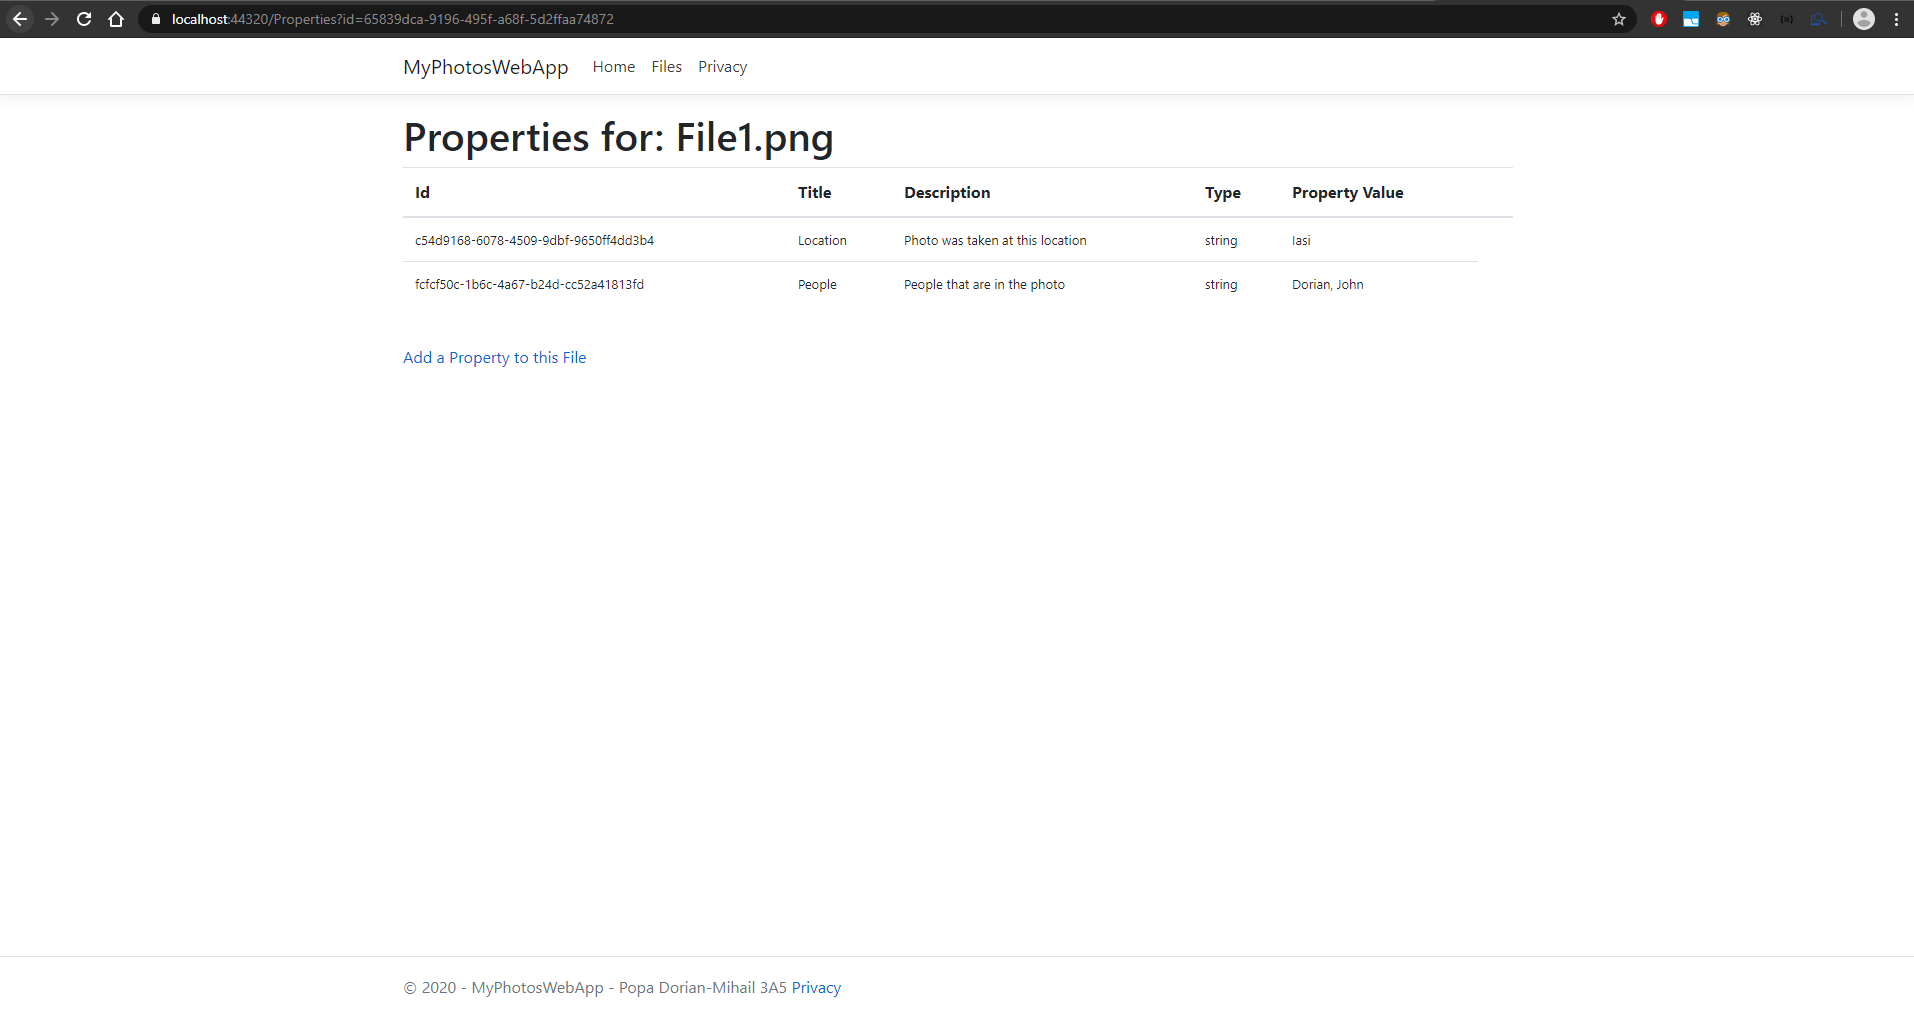 localhost:44320/Properties?id=65839dca-9196-495f-a68f-5d2ffaa74872
MyPhotosWebApp Home Files Privacy
Properties for: File1.png
Id Title Description Type Property Value
c54d9168-6078-4509-9dbf-9650ff4dd3b4 Location Photo was taken at this location string Iasi
fcfcf50c-1b6c-4a67-b24d-cc52a41813fd People People that are in the photo string Dorian, John
Add a Property to this File
© 2020 - MyPhotosWebApp - Popa Dorian-Mihail 3A5 Privacy